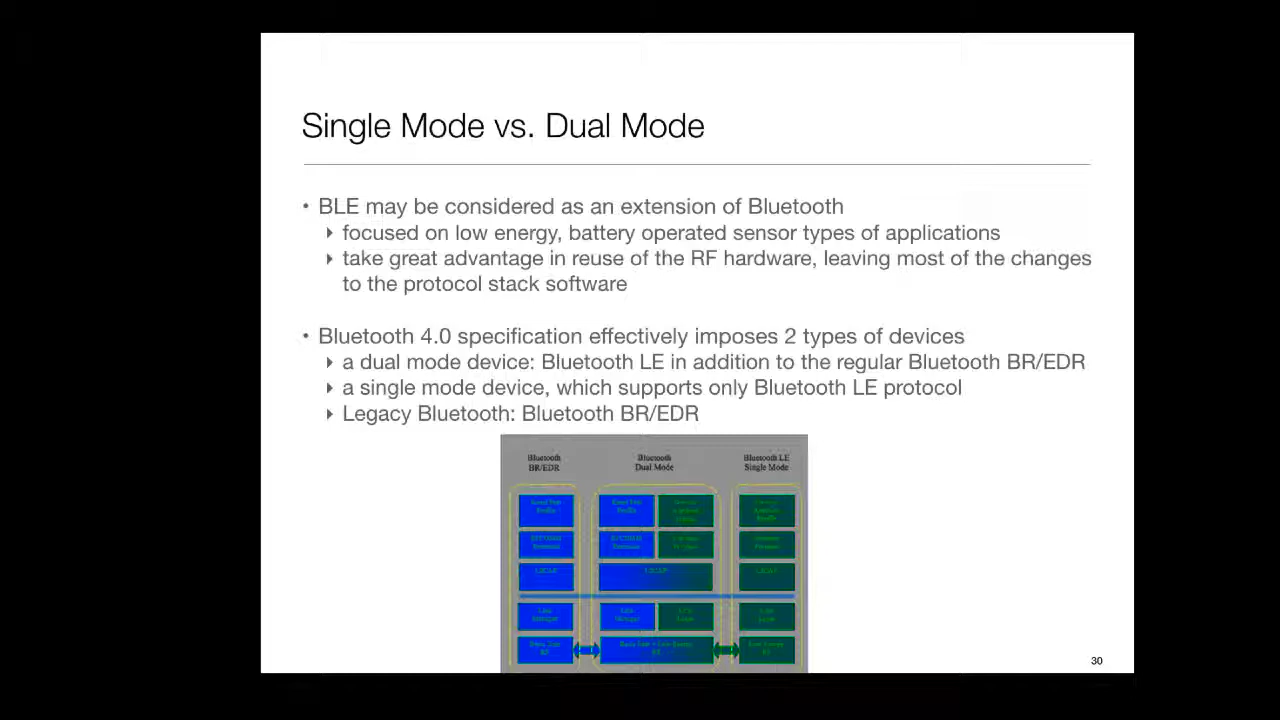 Single Mode vs. Dual Mode
• BLE may be considered as an extension of Bluetooth
focused on low energy, battery operated sensor types of applications
take great advantage in reuse of the RF hardware, leaving most of the changes
to the protocol stack software
• Bluetooth 4.0 specification effectively imposes 2 types of devices
a dual mode device: Bluetooth LE in addition to the regular Bluetooth BR/EDR
a single mode device, which supports only Bluetooth LE protocol
Legacy Bluetooth: Bluetooth BR/EDR
Bluetooth
BR/EDR
Bluetooth
Dual Mode
Bluetooth LE
Single Mode
L2CAP
L2CAP
L2CAP
30